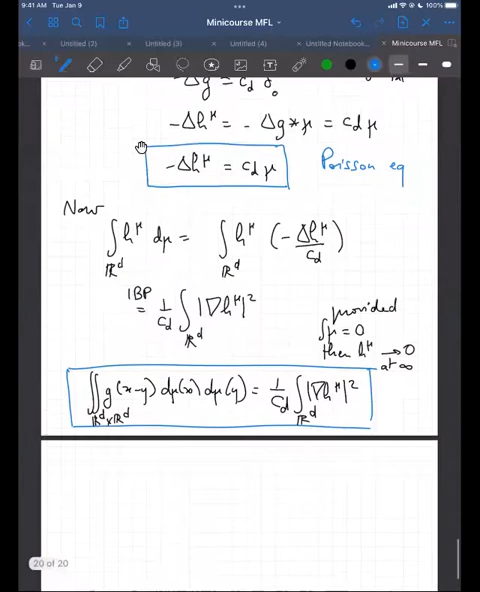 9:41 AM Tue Jan 9
100%
Minicourse MFL
Untitled (2)
Untitled (3)
Untitled (4)
Untitled Notebook...
Minicourse MFL
-Δg = c_d δ_0
-Δh^μ = -Δg*μ = c_d μ
-Δh^μ = c_d μ Poisson eq
Now
∫_{ℝ^d} h^μ dμ = ∫_{ℝ^d} h^μ (-Δh^μ/c_d)
IBP
= 1/c_d ∫_{ℝ^d} |∇h^μ|^2
provided
∫μ = 0
then h^μ → 0
at ∞
∬_{ℝ^d×ℝ^d} g(x-y) dμ(x) dμ(y) = 1/c_d ∫_{ℝ^d} |∇h^μ|^2
20 of 20